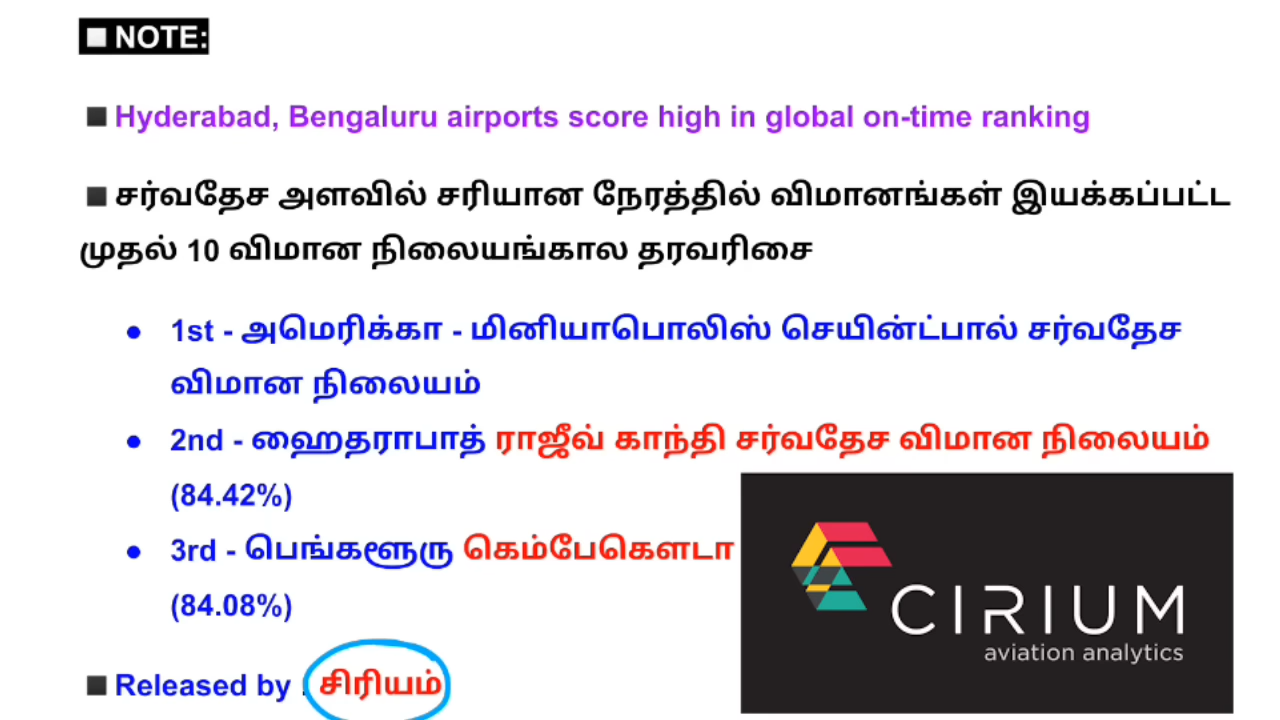 NOTE:
Hyderabad, Bengaluru airports score high in global on-time ranking
சர்வதேச அளவில் சரியான நேரத்தில் விமானங்கள் இயக்கப்பட்ட
முதல் 10 விமான நிலையங்கால தரவரிசை
1st - அமெரிக்கா - மினியாபொலிஸ் செயின்ட்பால் சர்வதேச
விமான நிலையம்
2nd - ஹைதராபாத் ராஜீவ் காந்தி சர்வதேச விமான நிலையம்
(84.42%)
3rd - பெங்களூரு கெம்பேகௌடா
(84.08%)
CIRIUM
aviation analytics
Released by : சிரியம்